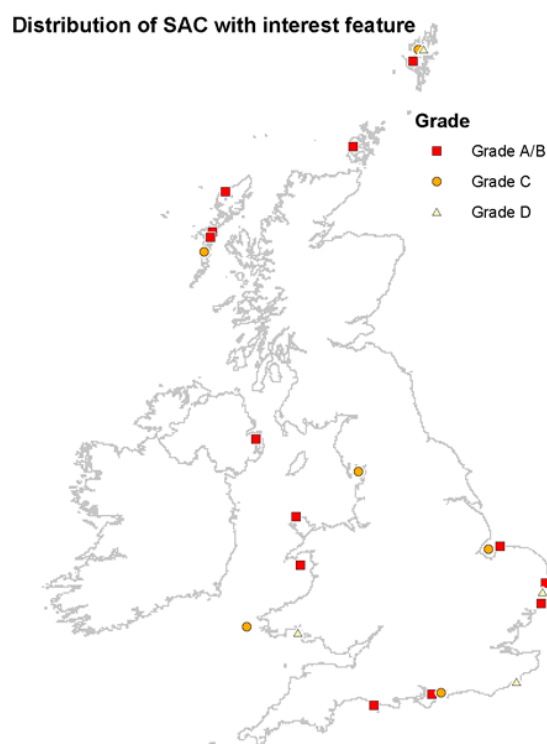 Distribution of SAC with interest feature
Grade
Grade A/B
Grade C
Grade D